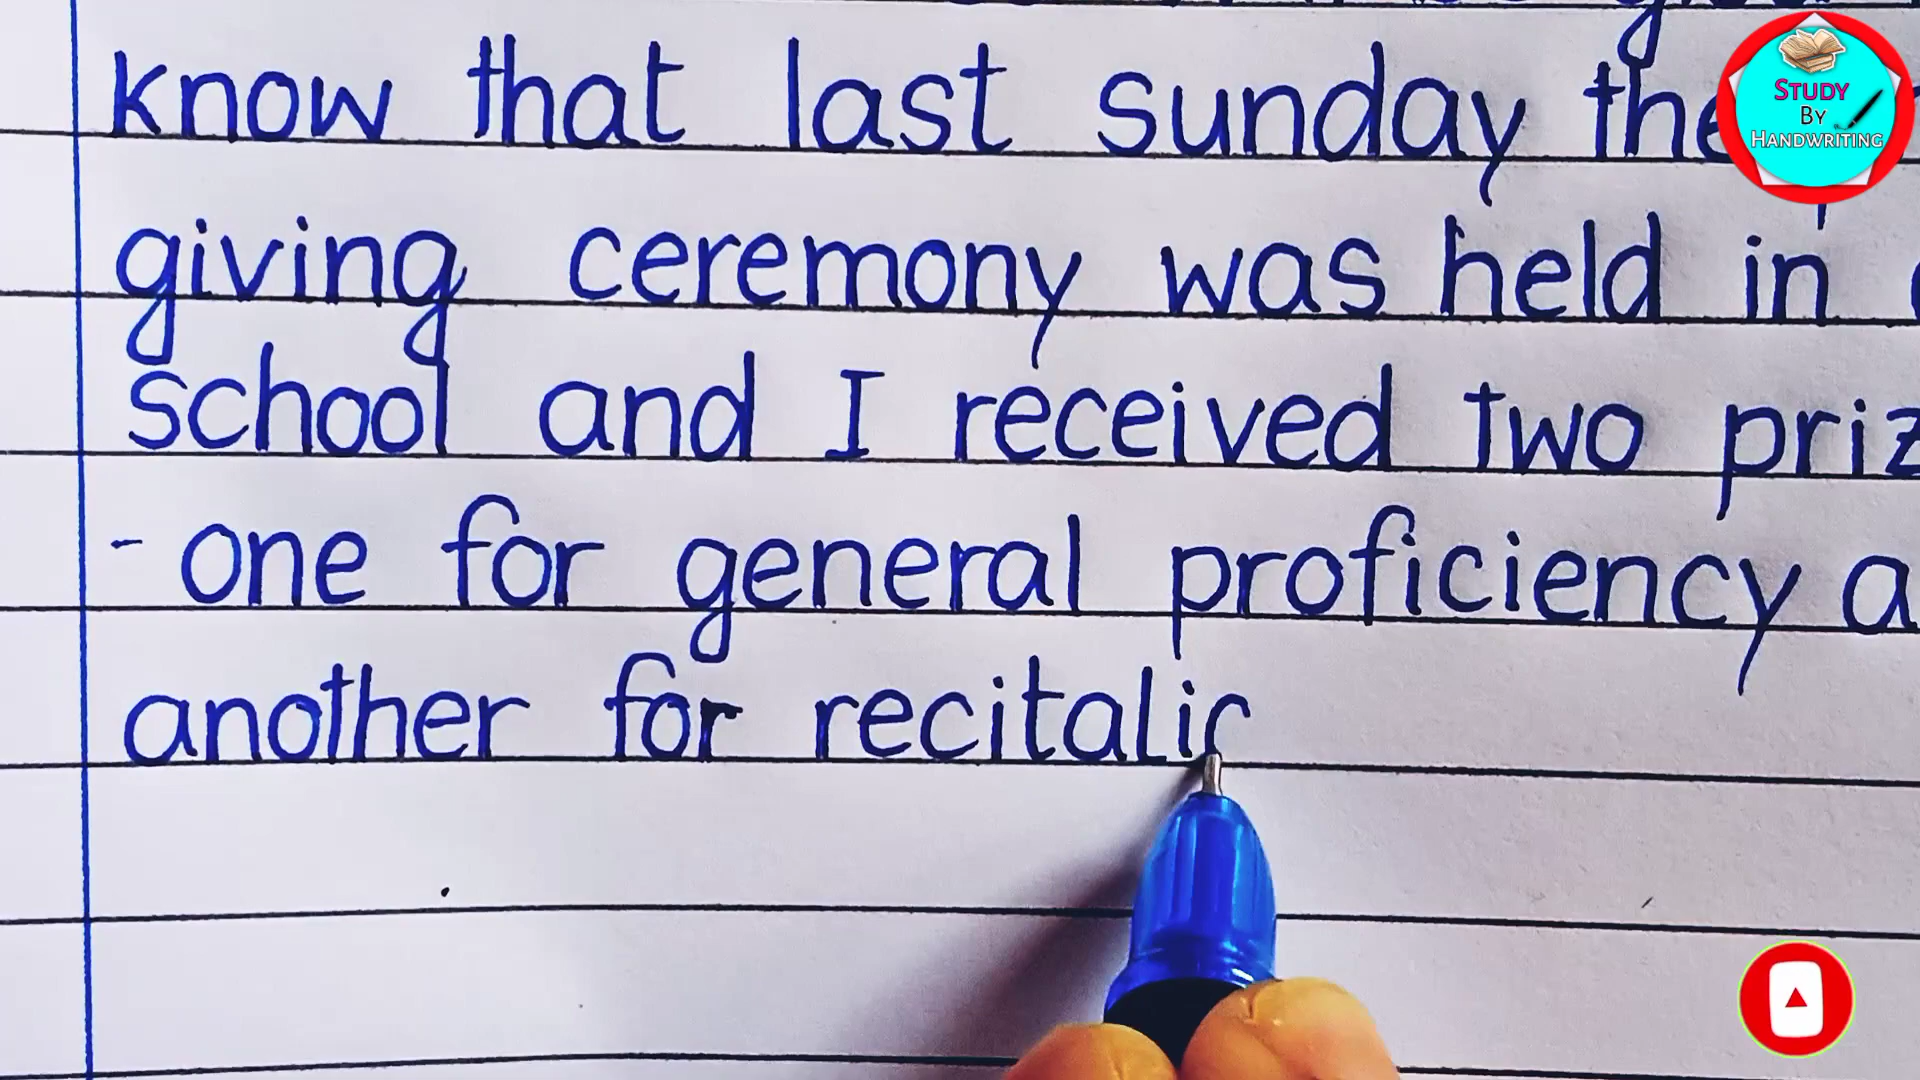 know that last sunday the
giving ceremony was held in
school and I received two priz
- one for general proficiency a
another for recitali
STUDY
By
HANDWRITING